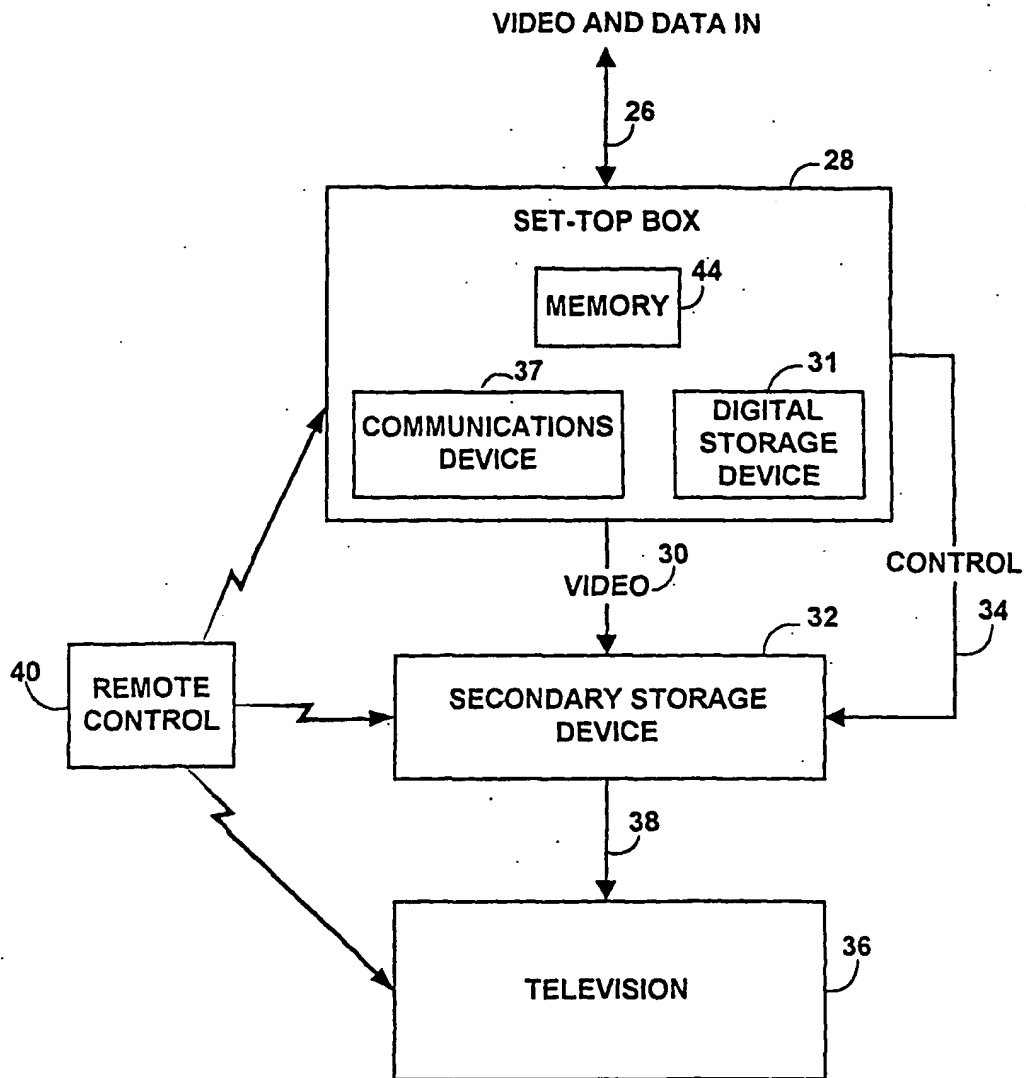 VIDEO AND DATA IN
26
28
SET-TOP BOX
44
MEMORY
37
31
COMMUNICATIONS
DEVICE
DIGITAL
STORAGE
DEVICE
VIDEO
30
CONTROL
34
32
40
REMOTE
CONTROL
SECONDARY STORAGE
DEVICE
38
36
TELEVISION